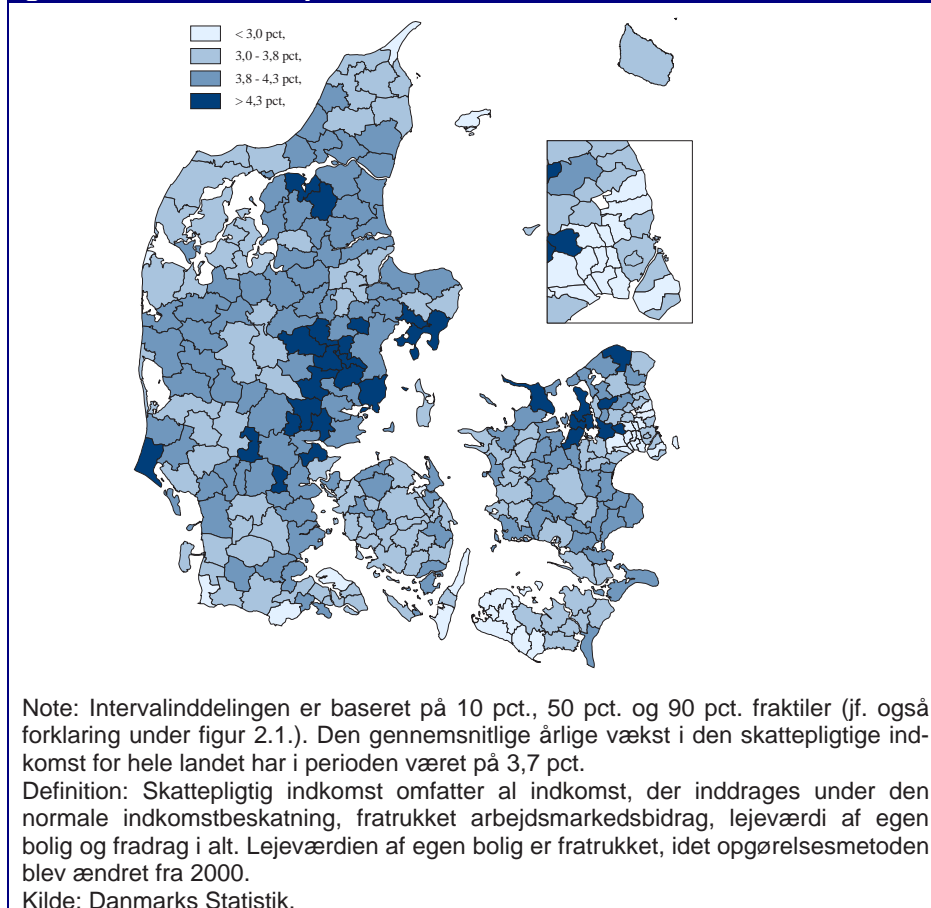 < 3,0 pct,
3,0 - 3,8 pct,
3,8 - 4,3 pct,
> 4,3 pct,
Note: Intervalinddelingen er baseret på 10 pct., 50 pct. og 90 pct. fraktiler (jf. også
forklaring under figur 2.1.). Den gennemsnitlige årlige vækst i den skattepligtige ind-
komst for hele landet har i perioden været på 3,7 pct.
Definition: Skattepligtig indkomst omfatter al indkomst, der inddrages under den
normale indkomstbeskatning, fratrukket arbejdsmarkedsbidrag, lejeværdi af egen
bolig og fradrag i alt. Lejeværdien af egen bolig er fratrukket, idet opgørelsesmetoden
blev ændret fra 2000.
Kilde: Danmarks Statistik.